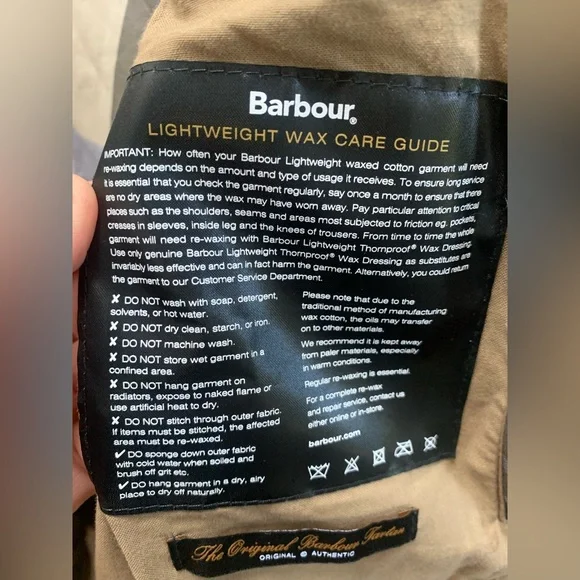 Barbour®
LIGHTWEIGHT WAX CARE GUIDE
IMPORTANT: How often your Barbour Lightweight waxed cotton garment will need
re-waxing depends on the amount and type of usage it receives. To ensure long service
it is essential that you check the garment regularly, say once a month to ensure that there
are no dry areas where the wax may have worn away. Pay particular attention to critical
places such as the shoulders, seams and areas most subjected to friction eg. pockets,
creases in sleeves, inside leg and the knees of trousers. From time to time the whole
garment will need re-waxing with Barbour Lightweight Thornproof® Wax Dressing.
Use only genuine Barbour Lightweight Thornproof® Wax Dressing as substitutes are
invariably less effective and can in fact harm the garment. Alternatively, you could return
the garment to our Customer Service Department.
✘ DO NOT wash with soap, detergent,
solvents, or hot water.
✘ DO NOT dry clean, starch, or iron.
✘ DO NOT machine wash.
✘ DO NOT store wet garment in a
confined area.
✘ DO NOT hang garment on
radiators, expose to naked flame or
use artificial heat to dry.
✘ DO NOT stitch through outer fabric.
If items must be stitched, the affected
area must be re-waxed.
✔ DO sponge down outer fabric
with cold water when soiled and
brush off grit etc.
✔ DO hang garment in a dry, airy
place to dry off naturally.
Please note that due to the
traditional method of manufacturing
wax cotton, the oils may transfer
on to other materials.
We recommend it is kept away
from paler materials, especially
in warm conditions.
Regular re-waxing is essential.
For a complete re-wax
and repair service, contact us
either online or in-store.
barbour.com
The Original Barbour Tartan
ORIGINAL @ AUTHENTIC